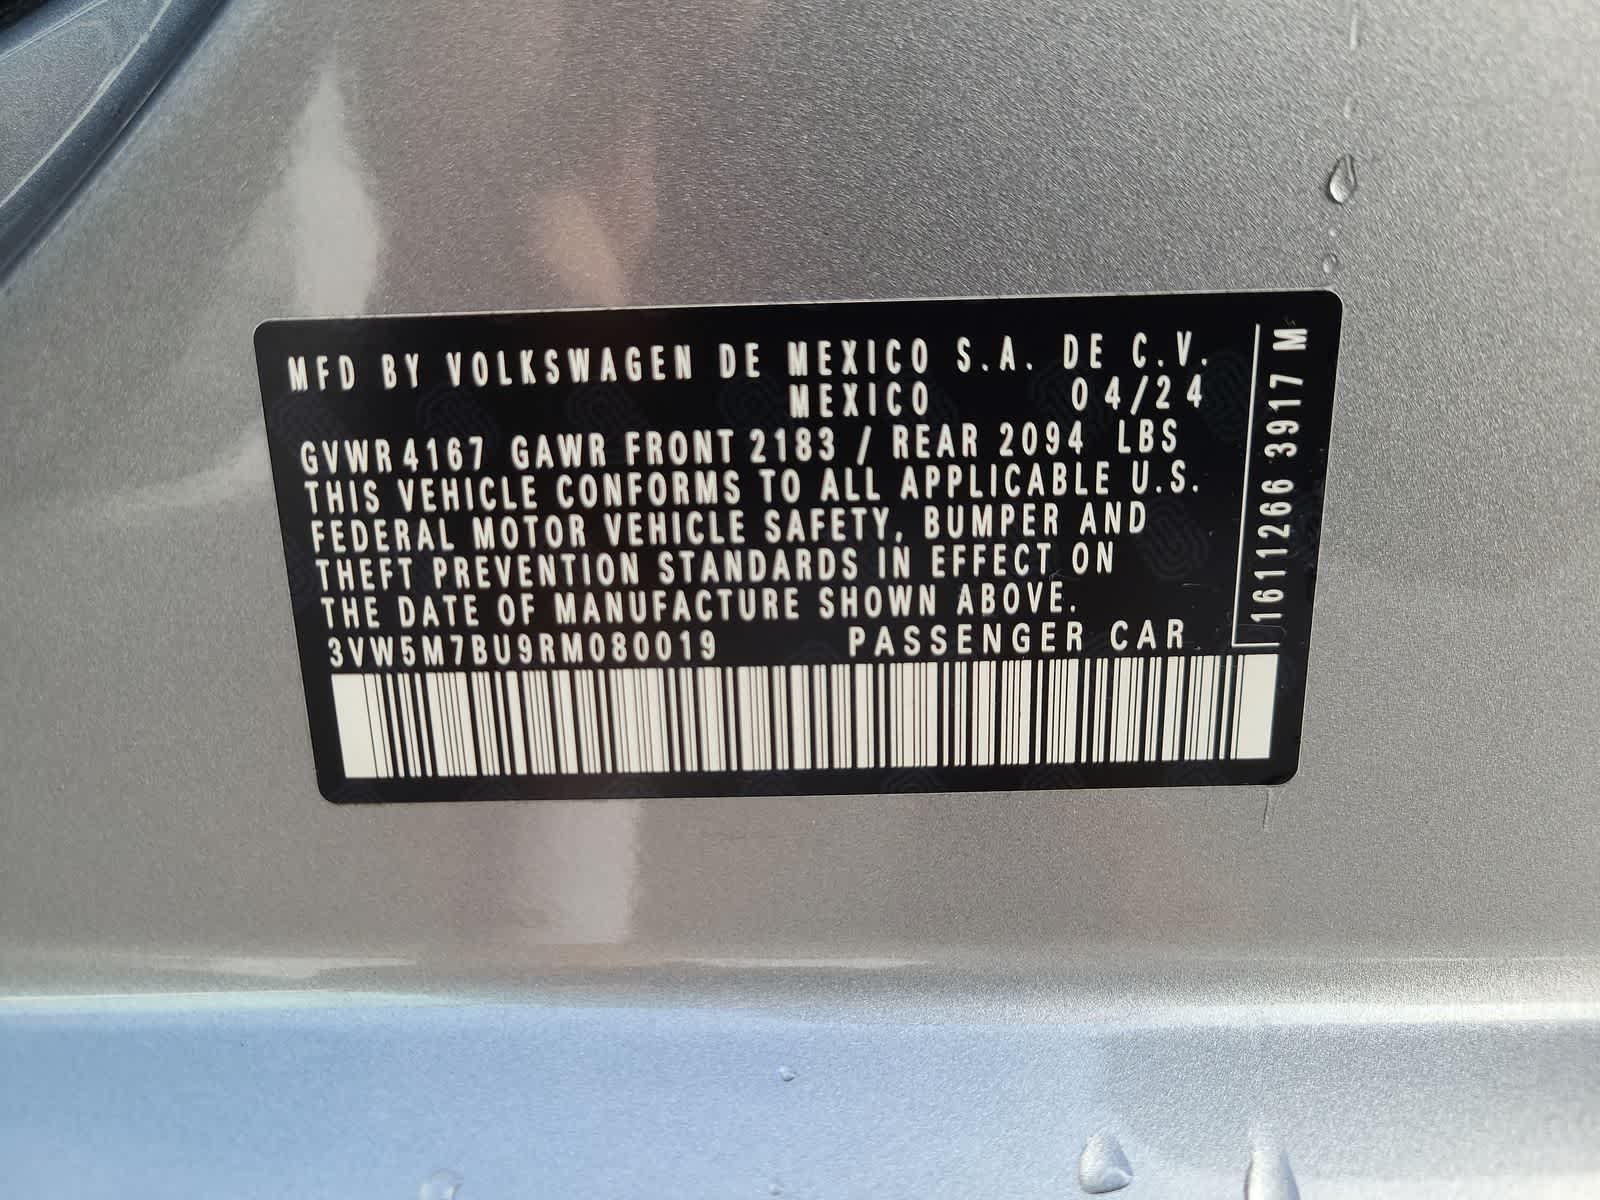 MFD BY VOLKSWAGEN DE MEXICO S.A. DE C.V.
MEXICO 04/24
GVWR 4167 GAWR FRONT 2183 / REAR 2094 LBS
THIS VEHICLE CONFORMS TO ALL APPLICABLE U.S.
FEDERAL MOTOR VEHICLE SAFETY, BUMPER AND
THEFT PREVENTION STANDARDS IN EFFECT ON
THE DATE OF MANUFACTURE SHOWN ABOVE.
3VW5M7BU9RM080019 PASSENGER CAR
1611266 3917 M